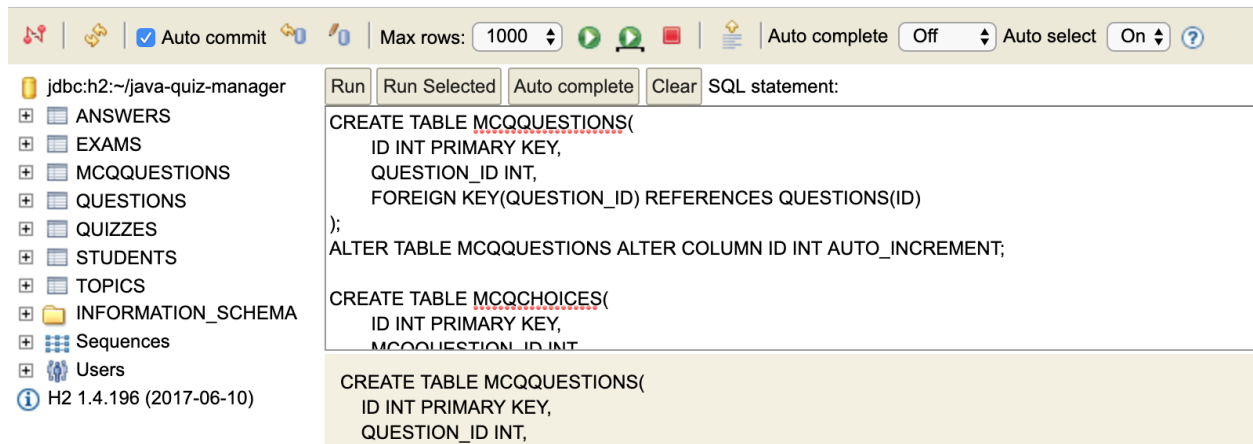 Auto commit Max rows: 1000 Auto complete Off Auto select On ?
jdbc:h2:~/java-quiz-manager
ANSWERS
EXAMS
MCQQUESTIONS
QUESTIONS
QUIZZES
STUDENTS
TOPICS
INFORMATION_SCHEMA
Sequences
Users
H2 1.4.196 (2017-06-10)
Run Run Selected Auto complete Clear SQL statement:
CREATE TABLE MCQQUESTIONS(
ID INT PRIMARY KEY,
QUESTION_ID INT,
FOREIGN KEY(QUESTION_ID) REFERENCES QUESTIONS(ID)
);
ALTER TABLE MCQQUESTIONS ALTER COLUMN ID INT AUTO_INCREMENT;
CREATE TABLE MCQCHOICES(
ID INT PRIMARY KEY,
MCQQUESTION_ID INT,
CREATE TABLE MCQQUESTIONS(
ID INT PRIMARY KEY,
QUESTION_ID INT,